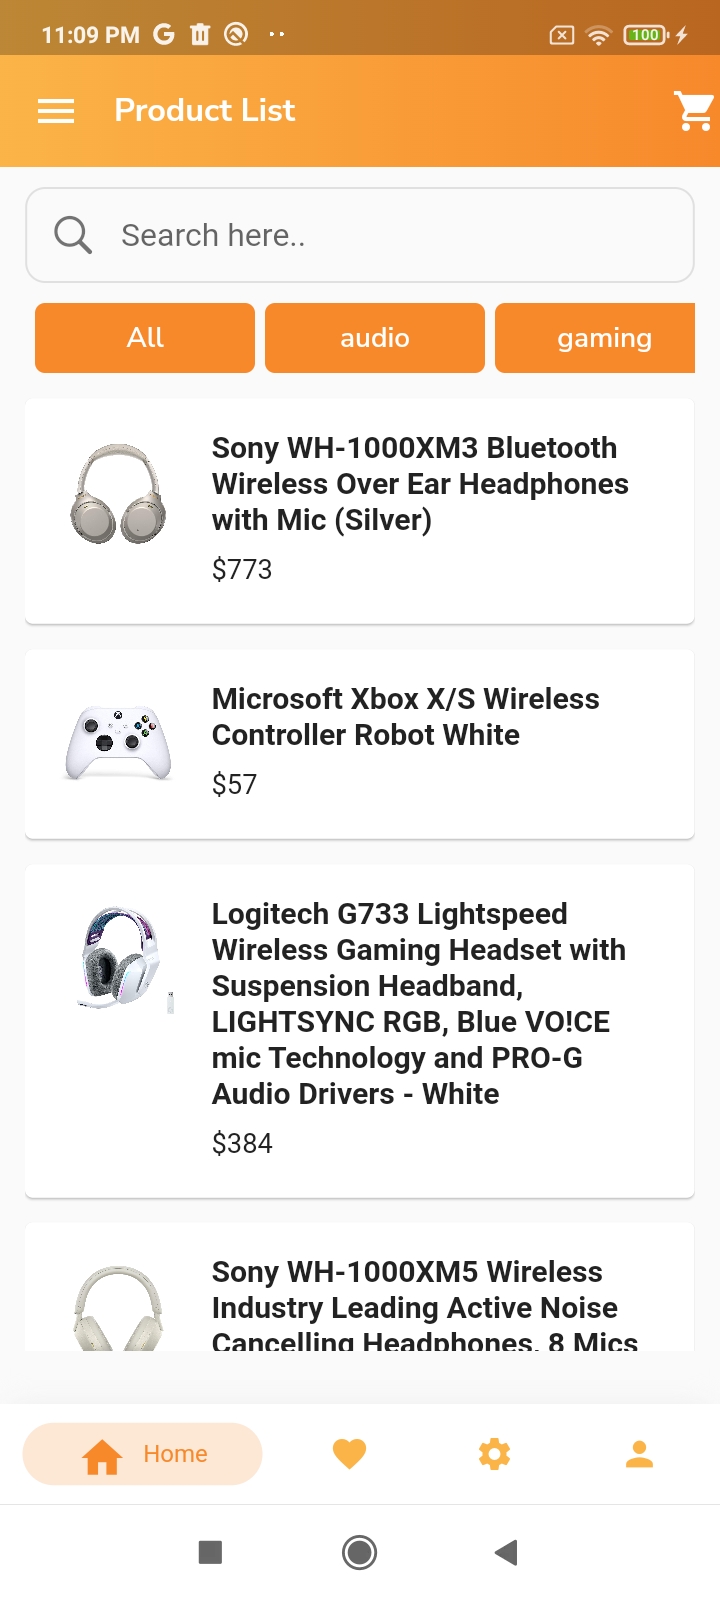 11:09 PM
100
Product List
Search here..
All
audio
gaming
Sony WH-1000XM3 Bluetooth
Wireless Over Ear Headphones
with Mic (Silver)
$773
Microsoft Xbox X/S Wireless
Controller Robot White
$57
Logitech G733 Lightspeed
Wireless Gaming Headset with
Suspension Headband,
LIGHTSYNC RGB, Blue VO!CE
mic Technology and PRO-G
Audio Drivers - White
$384
Sony WH-1000XM5 Wireless
Industry Leading Active Noise
Cancelling Headphones, 8 Mics
Home